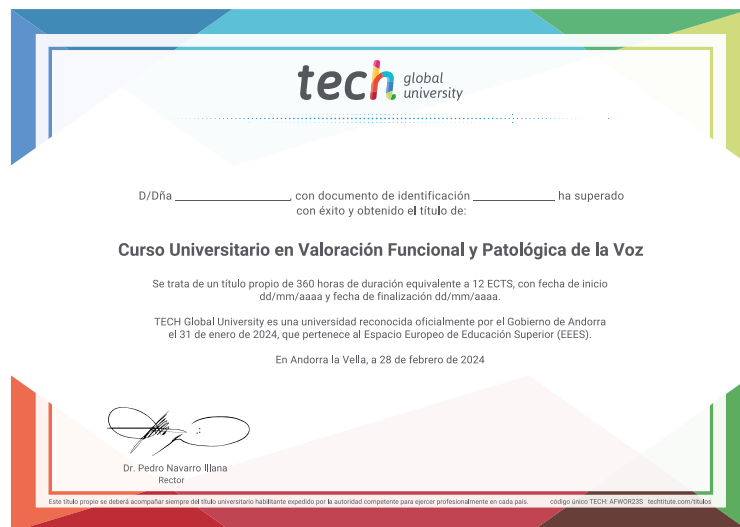 tech global
university
D/Dña ______________, con documento de identificación ______________ ha superado
con éxito y obtenido el título de:
Curso Universitario en Valoración Funcional y Patológica de la Voz
Se trata de un título propio de 360 horas de duración equivalente a 12 ECTS, con fecha de inicio
dd/mm/aaaa y fecha de finalización dd/mm/aaaa.
TECH Global University es una universidad reconocida oficialmente por el Gobierno de Andorra
el 31 de enero de 2024, que pertenece al Espacio Europeo de Educación Superior (EEES).
En Andorra la Vella, a 28 de febrero de 2024
Dr. Pedro Navarro Illana
Rector
Este título propio se deberá acompañar siempre del título universitario habilitante expedido por la autoridad competente para ejercer profesionalmente en cada país. código único TECH: AFWOR23S techtitute.com/titulos